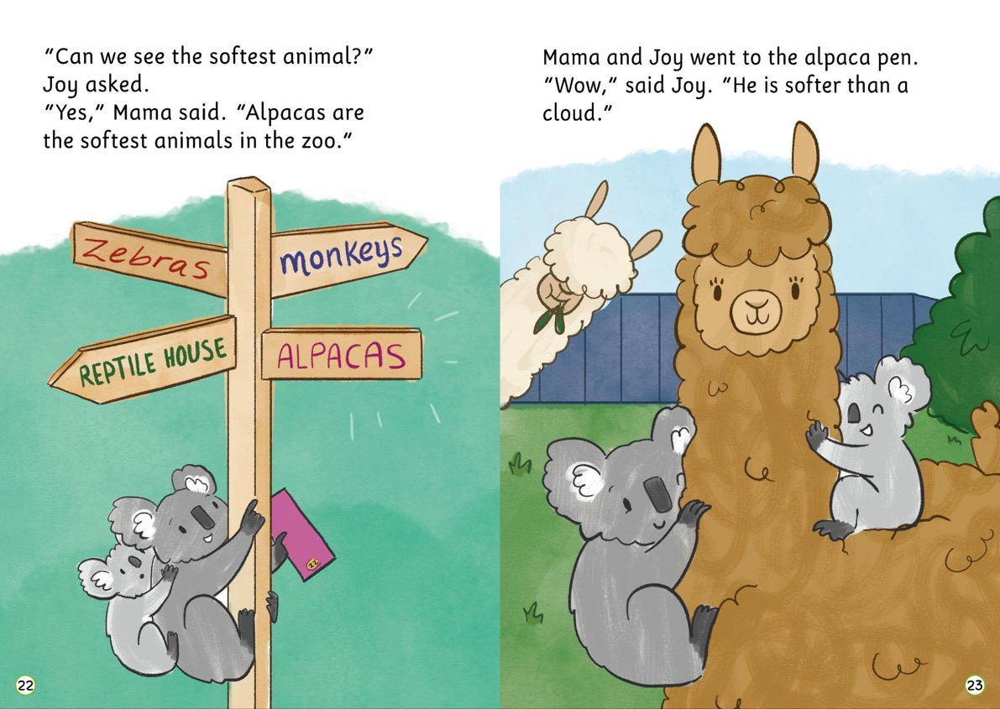 “Can we see the softest animal?”
Joy asked.
“Yes,” Mama said. “Alpacas are
the softest animals in the zoo.”
Zebras
monkeys
REPTILE HOUSE
ALPACAS
22
Mama and Joy went to the alpaca pen.
“Wow,” said Joy. “He is softer than a
cloud.”
23